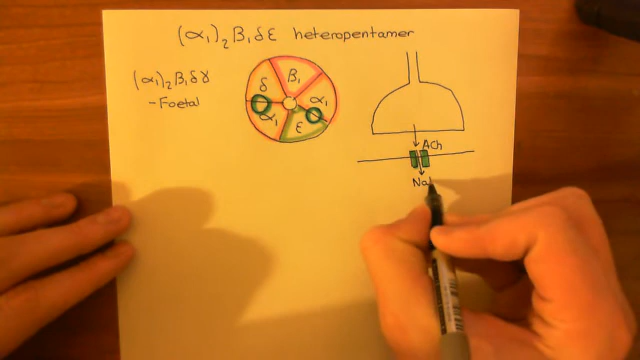 (α₁)₂ β₁ δ ε heteropentamer
(α₁)₂ β₁ δ γ
- Foetal
β₁
δ
α₁
α₁
ε
ACh
Na